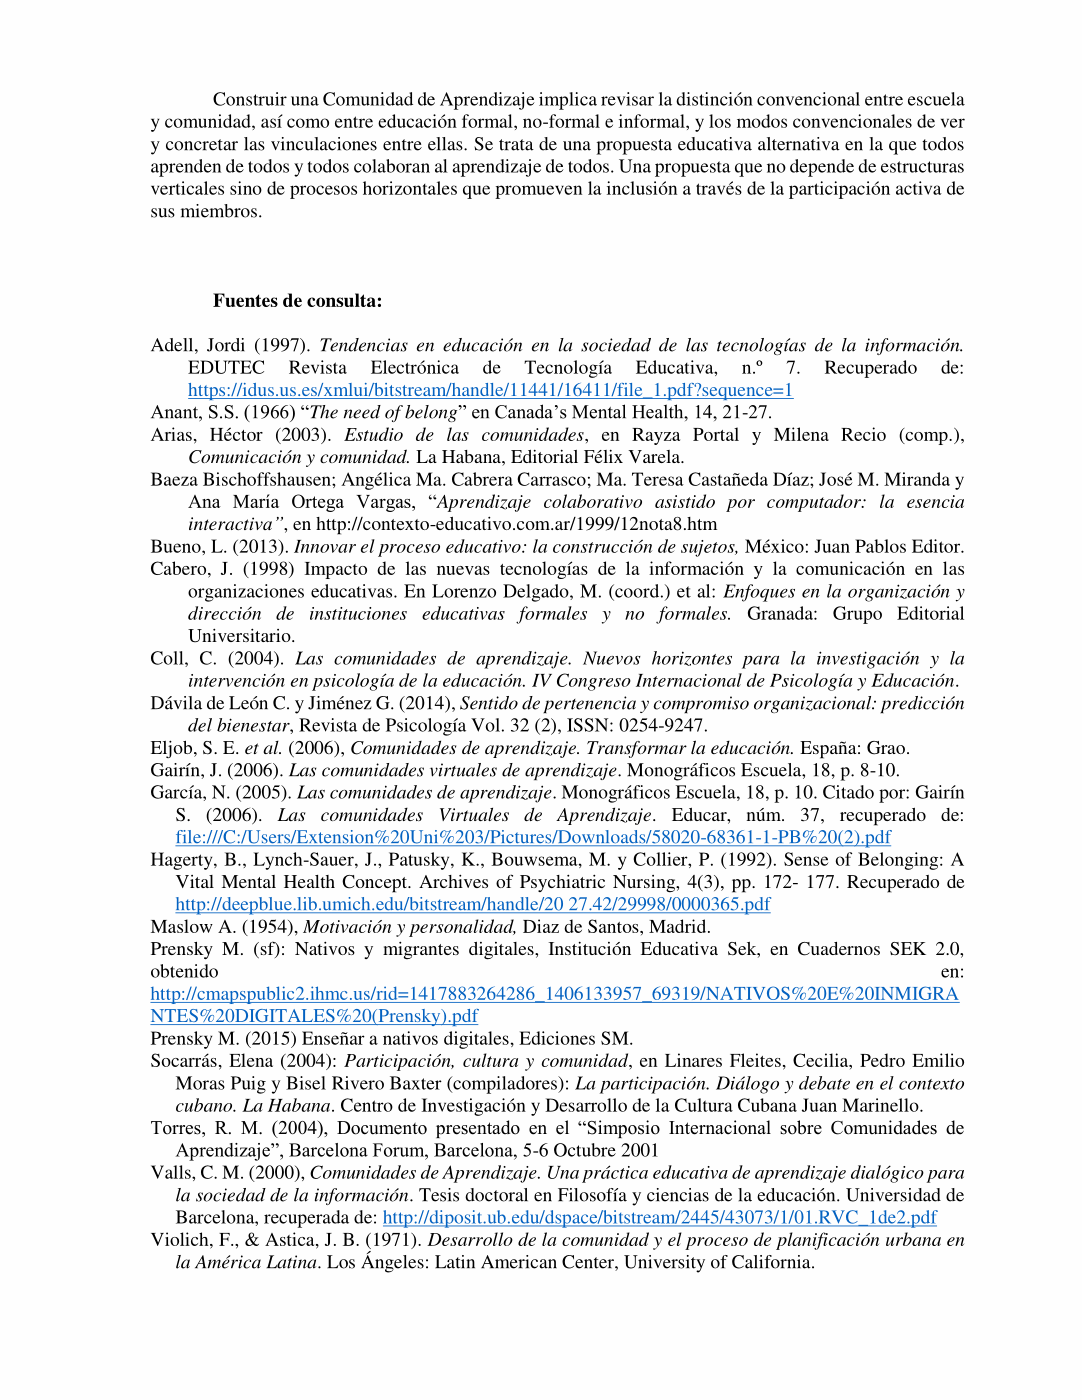 Construir una Comunidad de Aprendizaje implica revisar la distinción convencional entre escuela
y comunidad, así como entre educación formal, no-formal e informal, y los modos convencionales de ver
y concretar las vinculaciones entre ellas. Se trata de una propuesta educativa alternativa en la que todos
aprenden de todos y todos colaboran al aprendizaje de todos. Una propuesta que no depende de estructuras
verticales sino de procesos horizontales que promueven la inclusión a través de la participación activa de
sus miembros.
Fuentes de consulta:
Adell, Jordi (1997). Tendencias en educación en la sociedad de las tecnologías de la información.
EDUTEC Revista Electrónica de Tecnología Educativa, n.º 7. Recuperado de:
https://idus.us.es/xmlui/bitstream/handle/11441/16411/file_1.pdf?sequence=1
Anant, S.S. (1966) “The need of belong” en Canada’s Mental Health, 14, 21-27.
Arias, Héctor (2003). Estudio de las comunidades, en Rayza Portal y Milena Recio (comp.),
Comunicación y comunidad. La Habana, Editorial Félix Varela.
Baeza Bischoffshausen; Angélica Ma. Cabrera Carrasco; Ma. Teresa Castañeda Díaz; José M. Miranda y
Ana María Ortega Vargas, “Aprendizaje colaborativo asistido por computador: la esencia
interactiva”, en http://contexto-educativo.com.ar/1999/12nota8.htm
Bueno, L. (2013). Innovar el proceso educativo: la construcción de sujetos, México: Juan Pablos Editor.
Cabero, J. (1998) Impacto de las nuevas tecnologías de la información y la comunicación en las
organizaciones educativas. En Lorenzo Delgado, M. (coord.) et al: Enfoques en la organización y
dirección de instituciones educativas formales y no formales. Granada: Grupo Editorial
Universitario.
Coll, C. (2004). Las comunidades de aprendizaje. Nuevos horizontes para la investigación y la
intervención en psicología de la educación. IV Congreso Internacional de Psicología y Educación.
Dávila de León C. y Jiménez G. (2014), Sentido de pertenencia y compromiso organizacional: predicción
del bienestar, Revista de Psicología Vol. 32 (2), ISSN: 0254-9247.
Eljob, S. E. et al. (2006), Comunidades de aprendizaje. Transformar la educación. España: Grao.
Gairín, J. (2006). Las comunidades virtuales de aprendizaje. Monográficos Escuela, 18, p. 8-10.
García, N. (2005). Las comunidades de aprendizaje. Monográficos Escuela, 18, p. 10. Citado por: Gairín
S. (2006). Las comunidades Virtuales de Aprendizaje. Educar, núm. 37, recuperado de:
file:///C:/Users/Extension%20Uni%203/Pictures/Downloads/58020-68361-1-PB%20(2).pdf
Hagerty, B., Lynch-Sauer, J., Patusky, K., Bouwsema, M. y Collier, P. (1992). Sense of Belonging: A
Vital Mental Health Concept. Archives of Psychiatric Nursing, 4(3), pp. 172- 177. Recuperado de
http://deepblue.lib.umich.edu/bitstream/handle/20 27.42/29998/0000365.pdf
Maslow A. (1954), Motivación y personalidad, Diaz de Santos, Madrid.
Prensky M. (sf): Nativos y migrantes digitales, Institución Educativa Sek, en Cuadernos SEK 2.0,
obtenido en:
http://cmapspublic2.ihmc.us/rid=1417883264286_1406133957_69319/NATIVOS%20E%20INMIGRA
NTES%20DIGITALES%20(Prensky).pdf
Prensky M. (2015) Enseñar a nativos digitales, Ediciones SM.
Socarrás, Elena (2004): Participación, cultura y comunidad, en Linares Fleites, Cecilia, Pedro Emilio
Moras Puig y Bisel Rivero Baxter (compiladores): La participación. Diálogo y debate en el contexto
cubano. La Habana. Centro de Investigación y Desarrollo de la Cultura Cubana Juan Marinello.
Torres, R. M. (2004), Documento presentado en el “Simposio Internacional sobre Comunidades de
Aprendizaje”, Barcelona Forum, Barcelona, 5-6 Octubre 2001
Valls, C. M. (2000), Comunidades de Aprendizaje. Una práctica educativa de aprendizaje dialógico para
la sociedad de la información. Tesis doctoral en Filosofía y ciencias de la educación. Universidad de
Barcelona, recuperada de: http://diposit.ub.edu/dspace/bitstream/2445/43073/1/01.RVC_1de2.pdf
Violich, F., & Astica, J. B. (1971). Desarrollo de la comunidad y el proceso de planificación urbana en
la América Latina. Los Ángeles: Latin American Center, University of California.